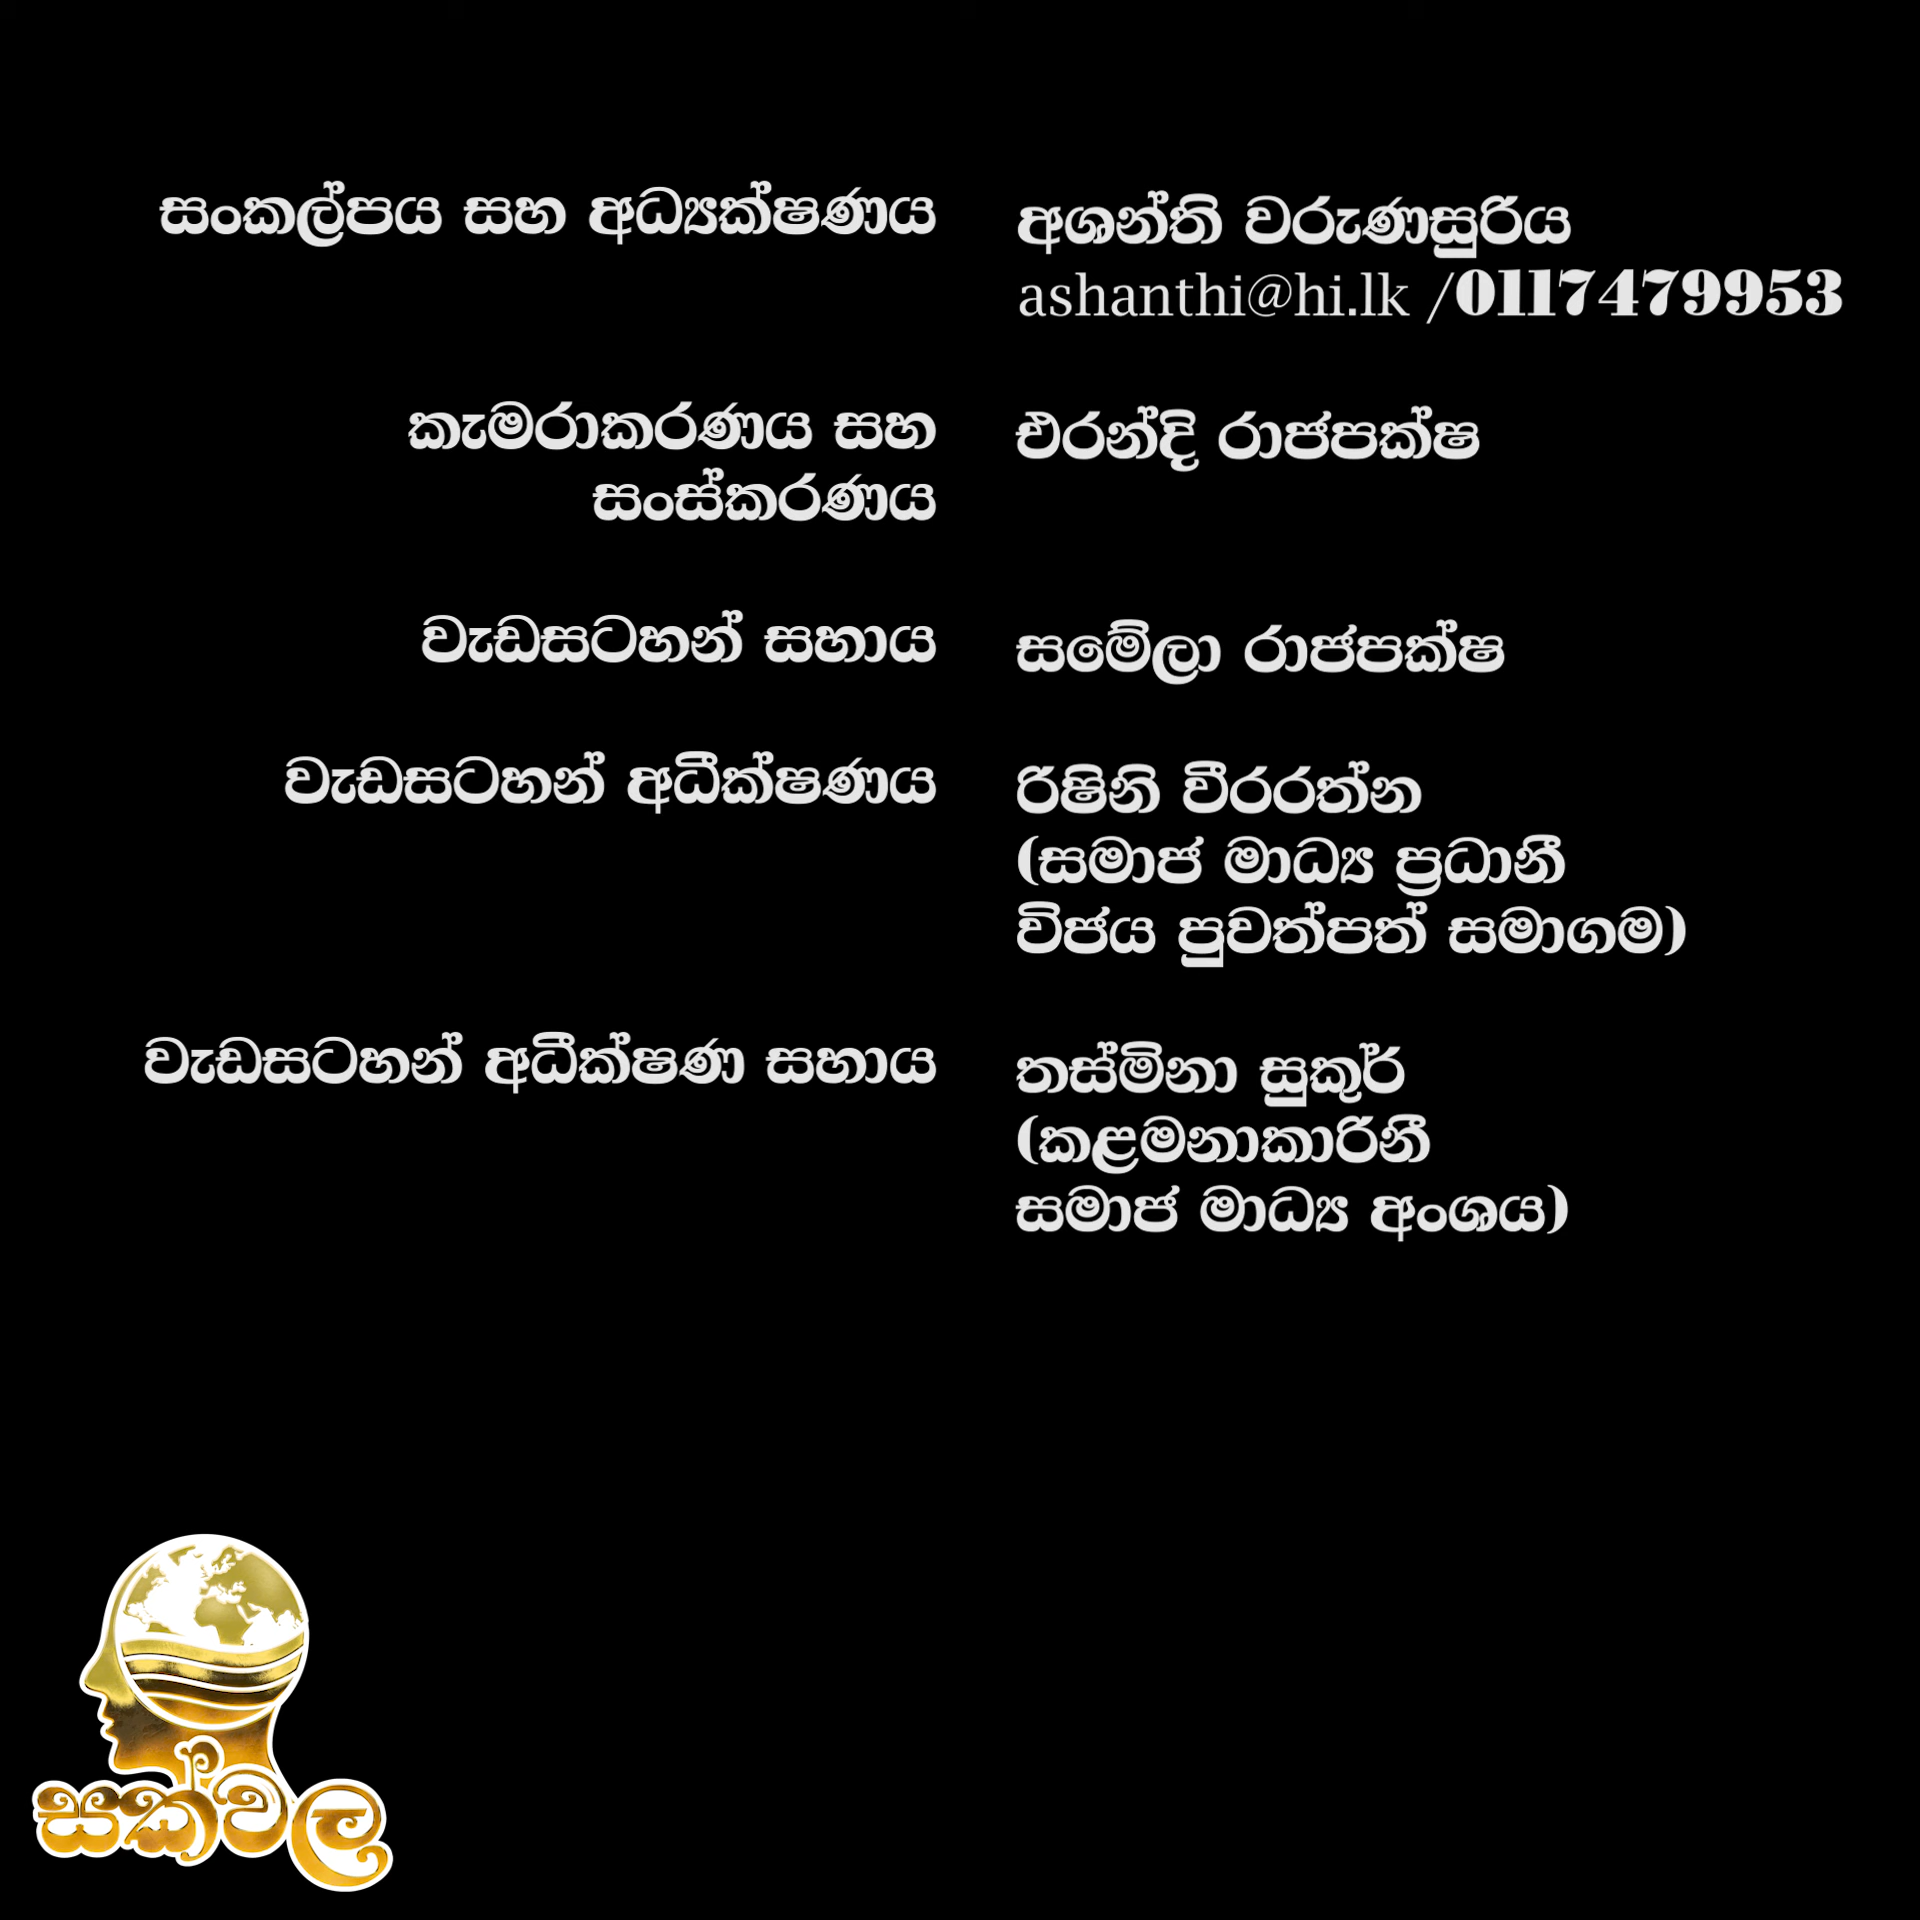 සංකල්පය සහ අධ්‍යක්ෂණය
අශන්ති වරුණසූරිය
ashanthi@hi.lk /0117479953
කැමරාකරණය සහ
සංස්කරණය
එරන්දි රාජපක්ෂ
වැඩසටහන් සහාය
සමේලා රාජපක්ෂ
වැඩසටහන් අධීක්ෂණය
රිෂිනි වීරරත්න
(සමාජ මාධ්‍ය ප්‍රධානී
විජය පුවත්පත් සමාගම)
වැඩසටහන් අධීක්ෂණ සහාය
තස්මිනා සුකූර්
(කළමනාකාරිනී
සමාජ මාධ්‍ය අංශය)
සක්වල